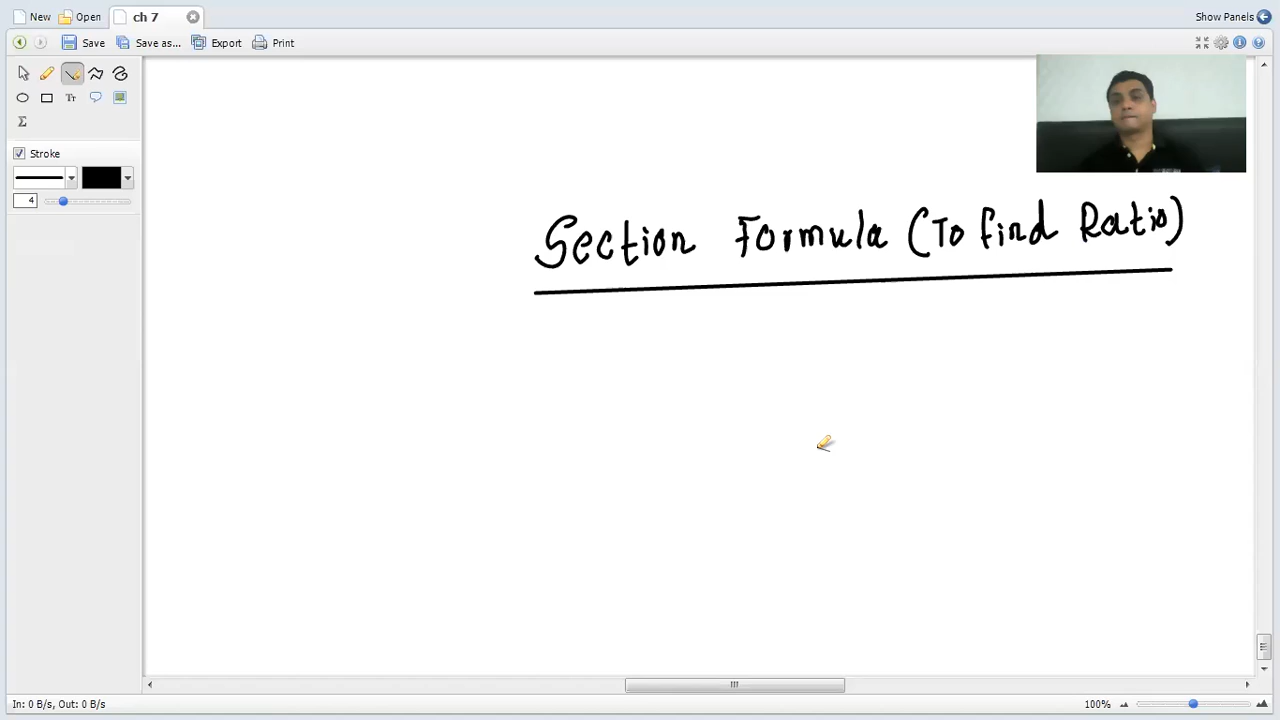 New Open ch 7 Show Panels
Save Save as... Export Print
Tт
Σ
Stroke
4
Section Formula (To find Ratio)
In: 0 B/s, Out: 0 B/s 100%